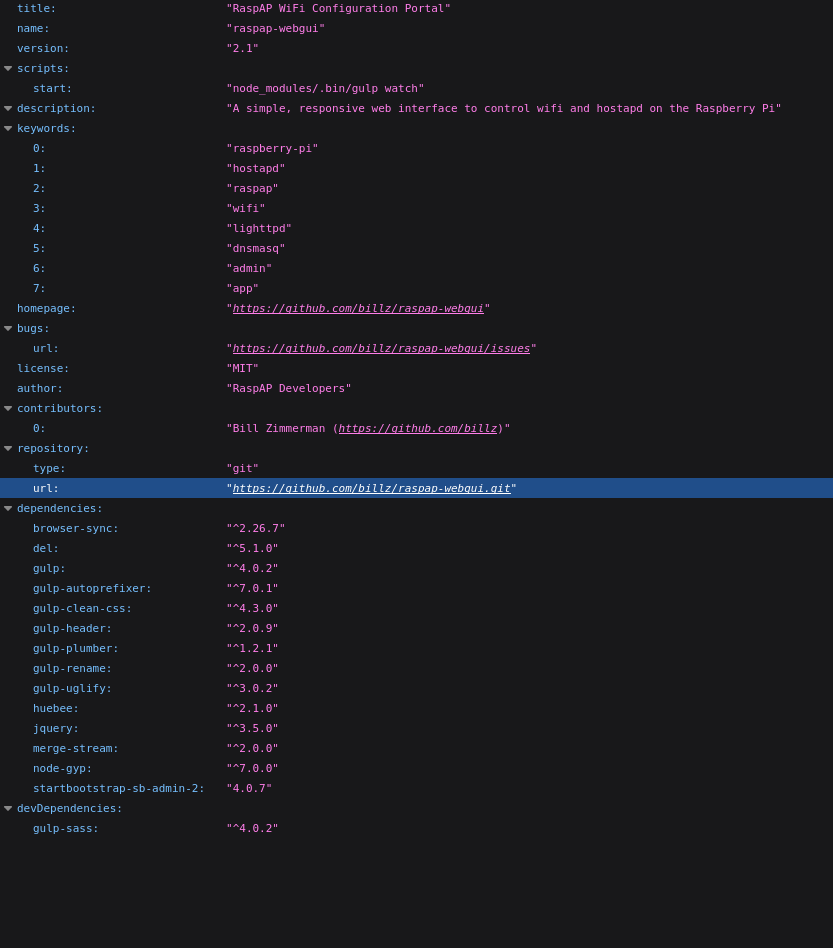 title: "RaspAP WiFi Configuration Portal"
name: "raspap-webgui"
version: "2.1"
scripts:
start: "node_modules/.bin/gulp watch"
description: "A simple, responsive web interface to control wifi and hostapd on the Raspberry Pi"
keywords:
0: "raspberry-pi"
1: "hostapd"
2: "raspap"
3: "wifi"
4: "lighttpd"
5: "dnsmasq"
6: "admin"
7: "app"
homepage: "https://github.com/billz/raspap-webgui"
bugs:
url: "https://github.com/billz/raspap-webgui/issues"
license: "MIT"
author: "RaspAP Developers"
contributors:
0: "Bill Zimmerman (https://github.com/billz)"
repository:
type: "git"
url: "https://github.com/billz/raspap-webgui.git"
dependencies:
browser-sync: "^2.26.7"
del: "^5.1.0"
gulp: "^4.0.2"
gulp-autoprefixer: "^7.0.1"
gulp-clean-css: "^4.3.0"
gulp-header: "^2.0.9"
gulp-plumber: "^1.2.1"
gulp-rename: "^2.0.0"
gulp-uglify: "^3.0.2"
huebee: "^2.1.0"
jquery: "^3.5.0"
merge-stream: "^2.0.0"
node-gyp: "^7.0.0"
startbootstrap-sb-admin-2: "4.0.7"
devDependencies:
gulp-sass: "^4.0.2"